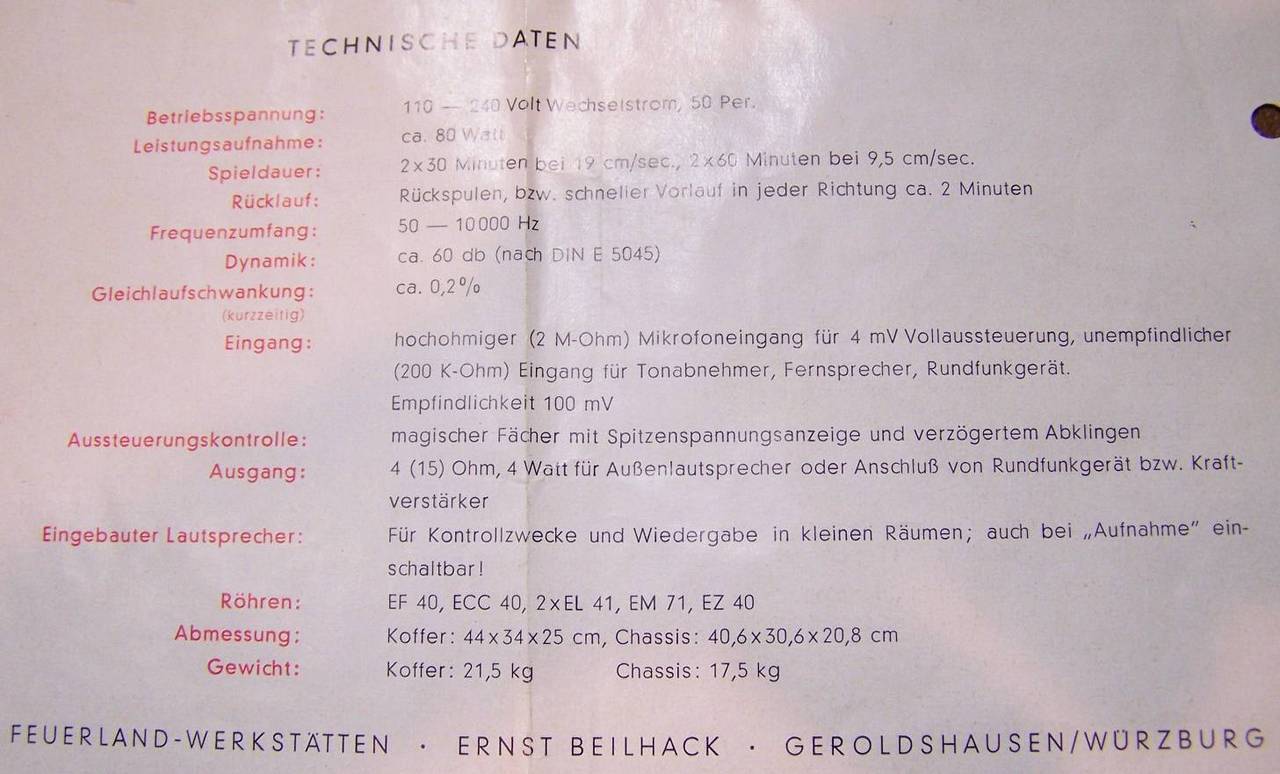 TECHNISCHE DATEN
Betriebsspannung: 110 — 240 Volt Wechselstrom, 50 Per.
Leistungsaufnahme: ca. 80 Watt
Spieldauer: 2x30 Minuten bei 19 cm/sec., 2x60 Minuten bei 9,5 cm/sec.
Rücklauf: Rückspulen, bzw. schneller Vorlauf in jeder Richtung ca. 2 Minuten
Frequenzumfang: 50 — 10000 Hz
Dynamik: ca. 60 db (nach DIN E 5045)
Gleichlaufschwankung: ca. 0,2%
(kurzzeitig)
Eingang: hochohmiger (2 M-Ohm) Mikrofoneingang für 4 mV Vollaussteuerung, unempfindlicher
(200 K-Ohm) Eingang für Tonabnehmer, Fernsprecher, Rundfunkgerät.
Empfindlichkeit 100 mV
Aussteuerungskontrolle: magischer Fächer mit Spitzenspannungsanzeige und verzögertem Abklingen
Ausgang: 4 (15) Ohm, 4 Watt für Außenlautsprecher oder Anschluß von Rundfunkgerät bzw. Kraft-
verstärker
Eingebauter Lautsprecher: Für Kontrollzwecke und Wiedergabe in kleinen Räumen; auch bei „Aufnahme" ein-
schaltbar!
Röhren: EF 40, ECC 40, 2xEL 41, EM 71, EZ 40
Abmessung: Koffer: 44x34x25 cm, Chassis: 40,6x30,6x20,8 cm
Gewicht: Koffer: 21,5 kg Chassis: 17,5 kg
FEUERLAND-WERKSTÄTTEN · ERNST BEILHACK · GEROLDSHAUSEN/WÜRZBURG